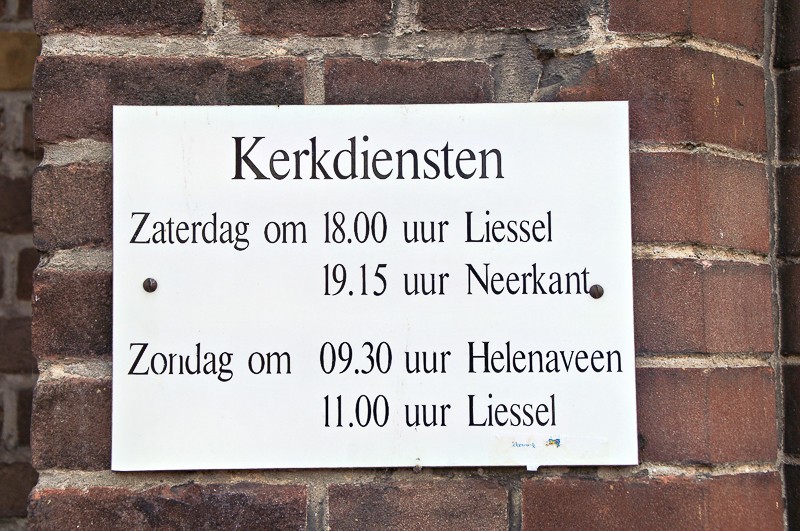 Kerkdiensten
Zaterdag om 18.00 uur Liessel
19.15 uur Neerkant
Zondag om 09.30 uur Helenaveen
11.00 uur Liessel